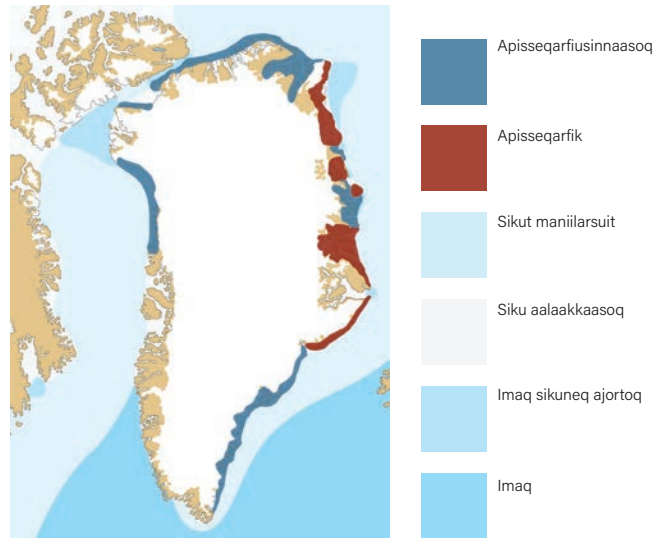 Apisseqarfiusinnaasoq
Apisseqarfik
Sikut maniilarsuit
Siku aalaakkaasoq
Imaq sikuneq ajortoq
Imaq